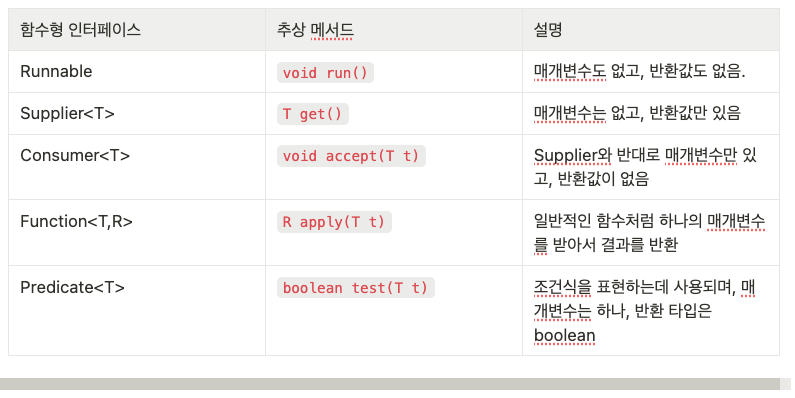 함수형 인터페이스
추상 메서드
설명
Runnable
void run()
매개변수도 없고, 반환값도 없음.
Supplier<T>
T get()
매개변수는 없고, 반환값만 있음
Consumer<T>
void accept(T t)
Supplier와 반대로 매개변수만 있
고, 반환값이 없음
Function<T,R>
R apply(T t)
일반적인 함수처럼 하나의 매개변수
를 받아서 결과를 반환
Predicate<T>
boolean test(T t)
조건식을 표현하는데 사용되며, 매
개변수는 하나, 반환 타입은
boolean